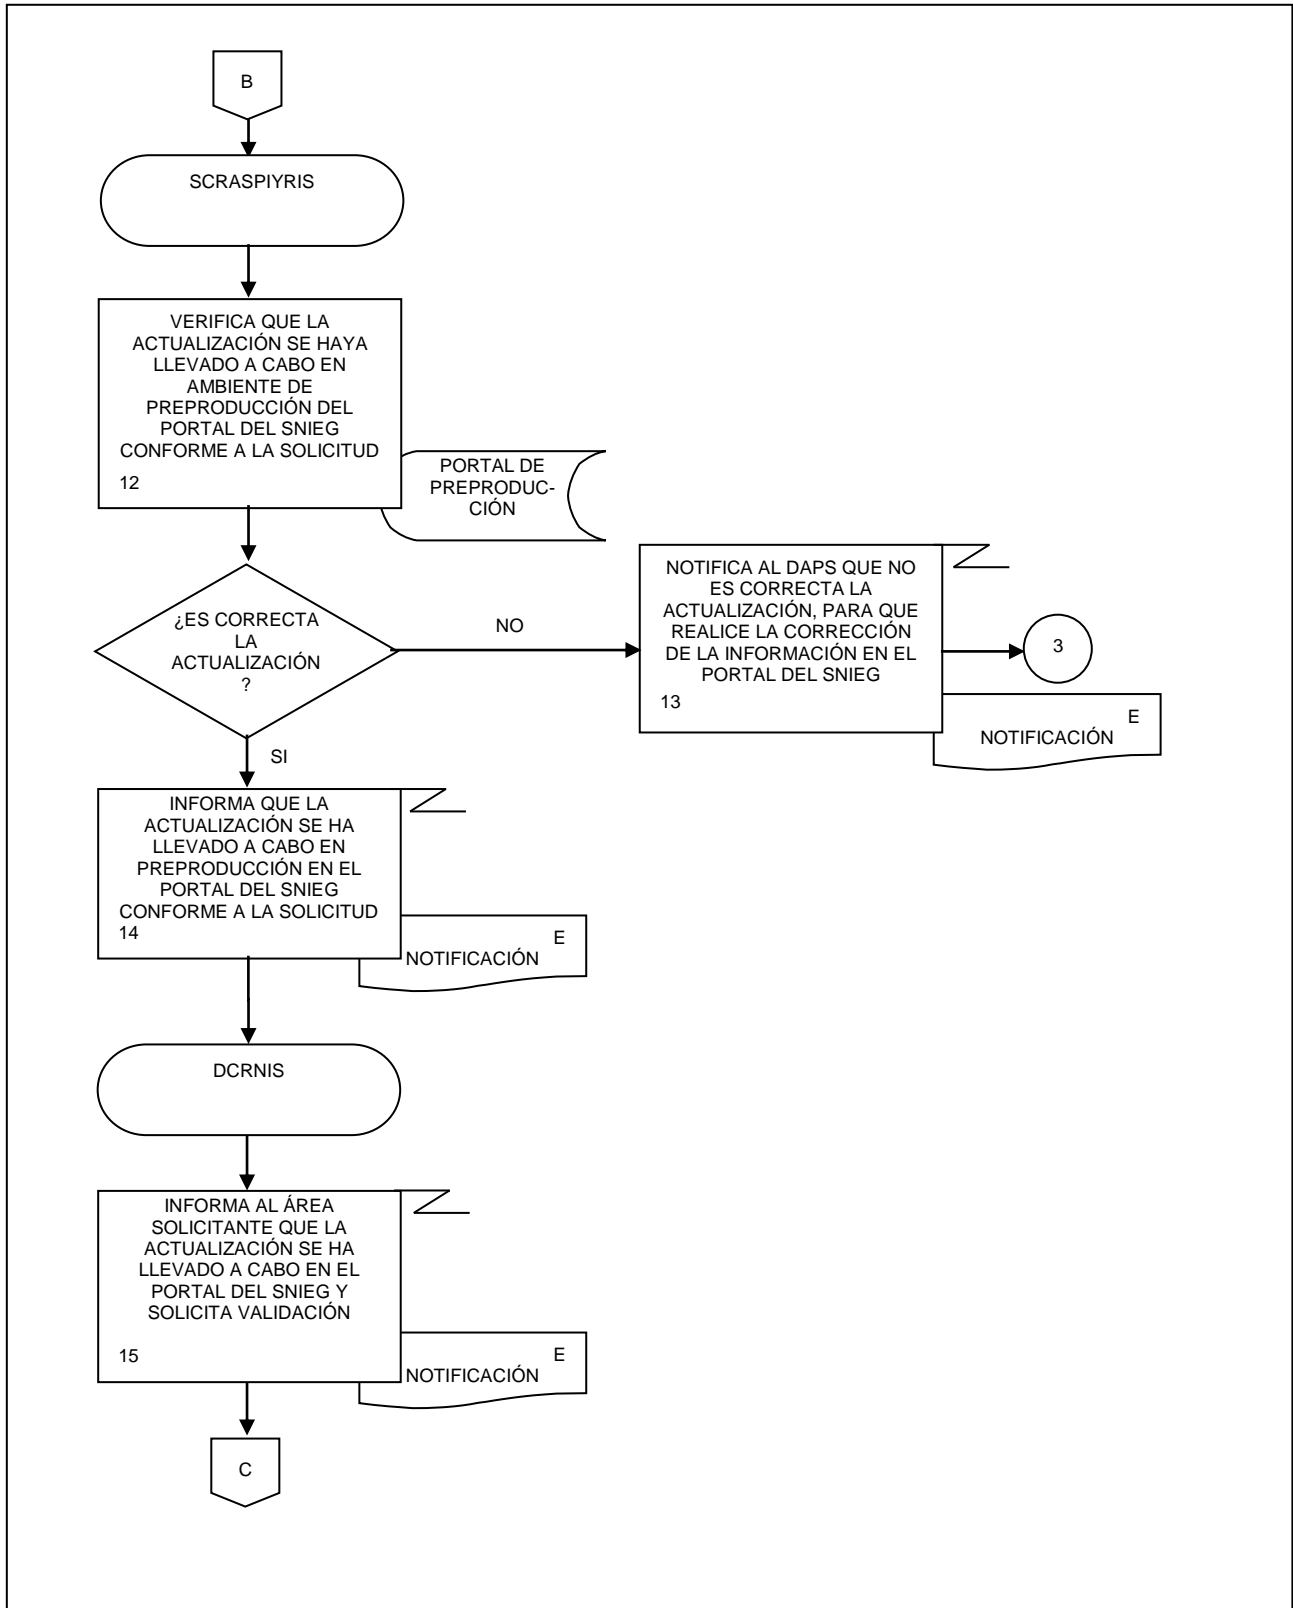 B
SCRASPIYRIS
VERIFICA QUE LA
ACTUALIZACIÓN SE HAYA
LLEVADO A CABO EN
AMBIENTE DE
PREPRODUCCIÓN DEL
PORTAL DEL SNIEG
CONFORME A LA SOLICITUD
12
PORTAL DE
PREPRODUC-
CIÓN
¿ES CORRECTA
LA
ACTUALIZACIÓN
?
NO
NOTIFICA AL DAPS QUE NO
ES CORRECTA LA
ACTUALIZACIÓN, PARA QUE
REALICE LA CORRECCIÓN
DE LA INFORMACIÓN EN EL
PORTAL DEL SNIEG
13
3
E
NOTIFICACIÓN
SI
INFORMA QUE LA
ACTUALIZACIÓN SE HA
LLEVADO A CABO EN
PREPRODUCCIÓN EN EL
PORTAL DEL SNIEG
CONFORME A LA SOLICITUD
14
E
NOTIFICACIÓN
DCRNIS
INFORMA AL ÁREA
SOLICITANTE QUE LA
ACTUALIZACIÓN SE HA
LLEVADO A CABO EN EL
PORTAL DEL SNIEG Y
SOLICITA VALIDACIÓN
15
E
NOTIFICACIÓN
C